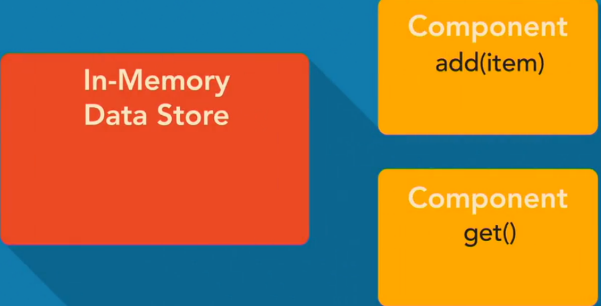 In-Memory
Data Store
Component
add(item)
Component
get()